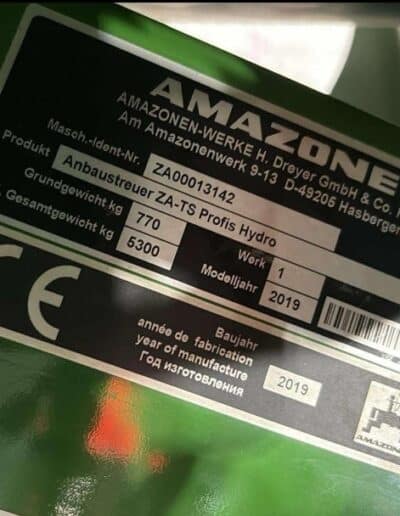 AMAZONE
AMAZONEN-WERKE H. Dreyer GmbH & Co. K
Am Amazonenwerk 9-13 D-49205 Hasbergen
Masch.-Ident-Nr. ZA00013142
Produkt Anbaustreuer ZA-TS Profis Hydro
Grundgewicht kg 770 Werk 1
Gesamtgewicht kg 5300 Modelljahr 2019
CE
Baujahr
année de fabrication
year of manufacture 2019
Год изготовления
AMAZONE